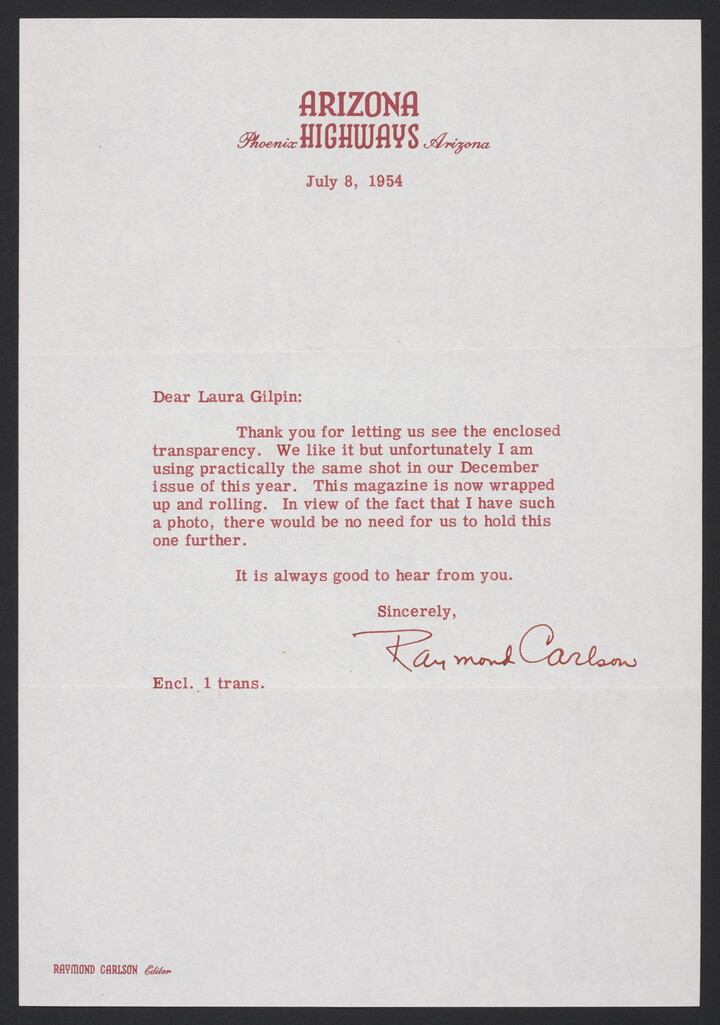 ARIZONA
Phoenix HIGHWAYS Arizona
July 8, 1954
Dear Laura Gilpin:
Thank you for letting us see the enclosed
transparency. We like it but unfortunately I am
using practically the same shot in our December
issue of this year. This magazine is now wrapped
up and rolling. In view of the fact that I have such
a photo, there would be no need for us to hold this
one further.
It is always good to hear from you.
Sincerely,
Raymond Carlson
Encl. 1 trans.
RAYMOND CARLSON Editor